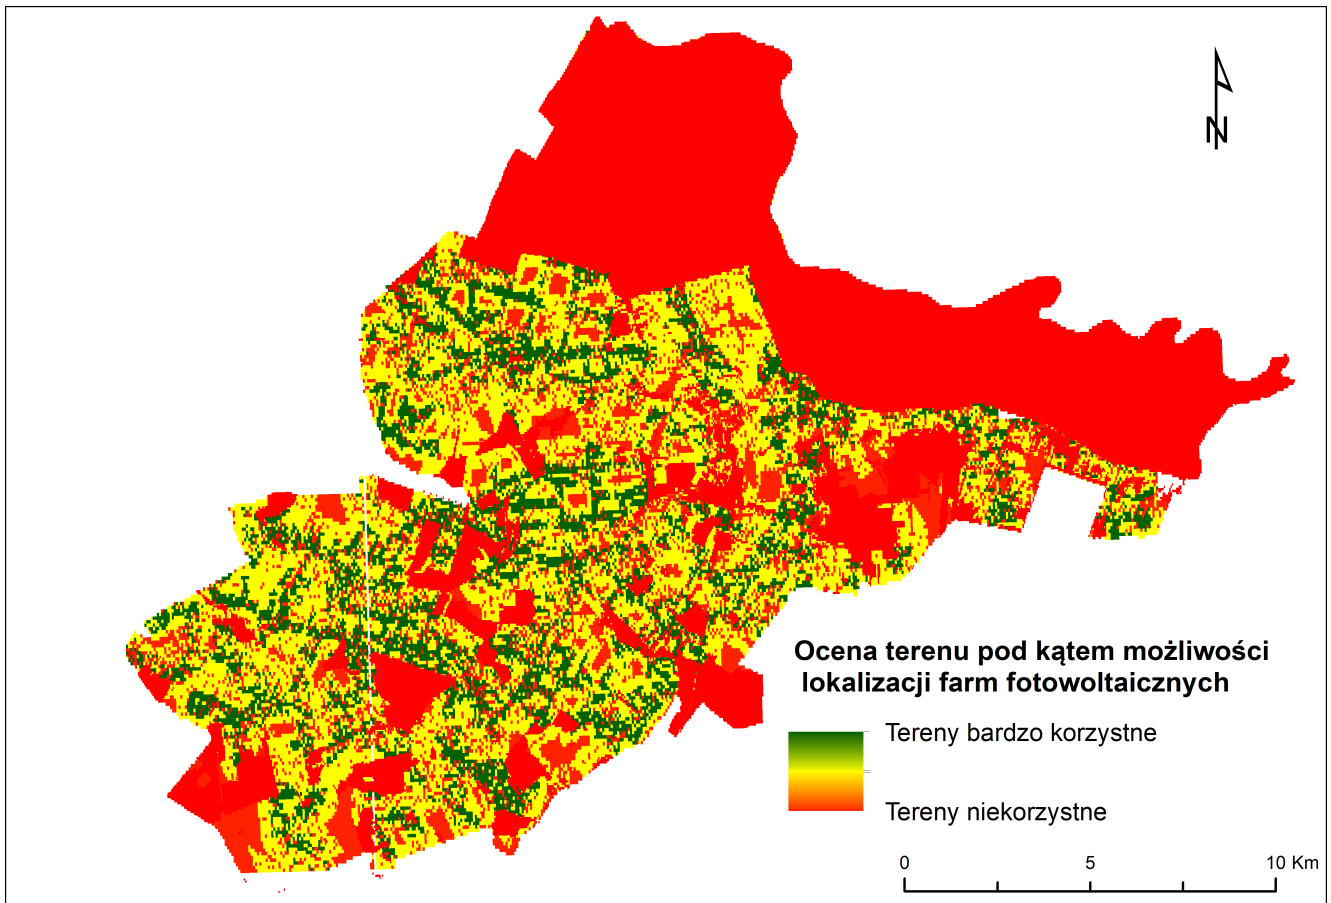 N
Ocena terenu pod kątem możliwości
lokalizacji farm fotowoltaicznych
Tereny bardzo korzystne
Tereny niekorzystne
0 5 10 Km